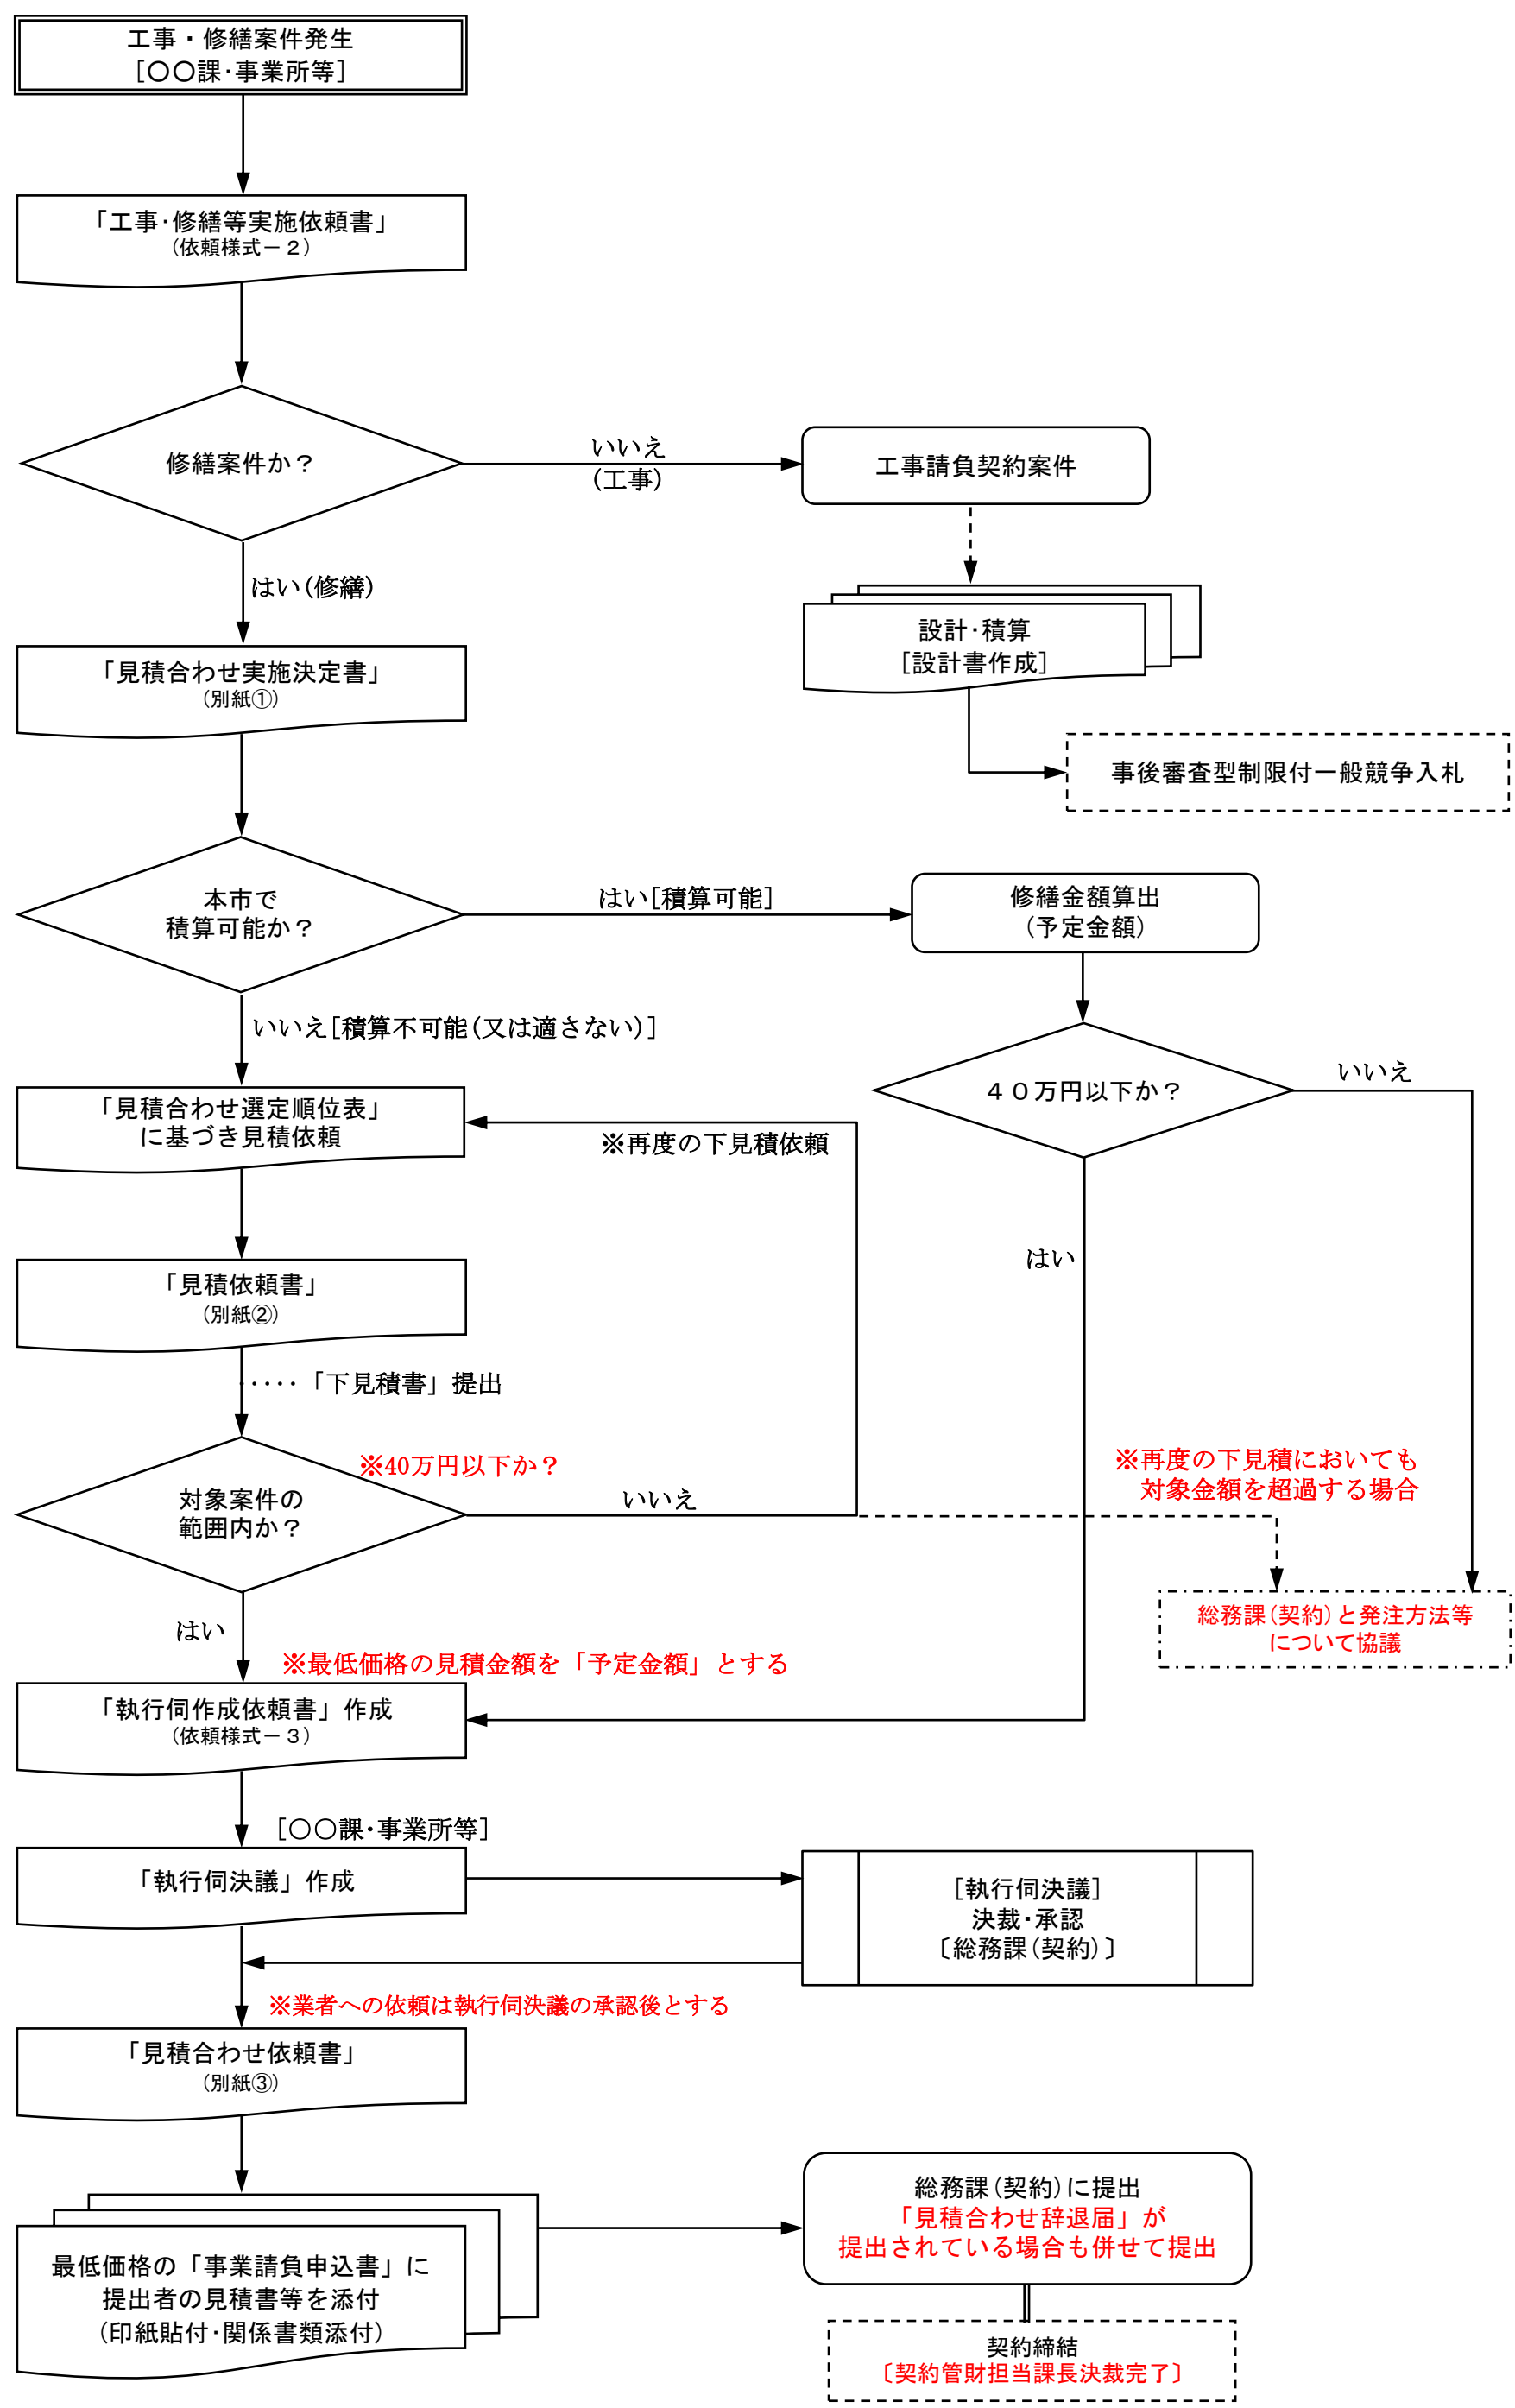 工事・修繕案件発生
[〇〇課･事業所等]
「工事･修繕等実施依頼書」
(依頼様式－２)
修繕案件か？
いいえ
(工事)
工事請負契約案件
はい(修繕)
設計･積算
[設計書作成]
「見積合わせ実施決定書」
(別紙①)
事後審査型制限付一般競争入札
本市で
積算可能か？
はい[積算可能]
修繕金額算出
(予定金額)
いいえ[積算不可能(又は適さない)]
４０万円以下か？
いいえ
「見積合わせ選定順位表」
に基づき見積依頼
※再度の下見積依頼
はい
「見積依頼書」
(別紙②)
･････「下見積書」提出
※40万円以下か？
対象案件の
範囲内か？
いいえ
※再度の下見積においても
対象金額を超過する場合
総務課(契約)と発注方法等
について協議
はい
※最低価格の見積金額を「予定金額」とする
「執行伺作成依頼書」作成
(依頼様式－３)
[〇〇課･事業所等]
「執行伺決議」作成
[執行伺決議]
決裁･承認
〔総務課(契約)〕
※業者への依頼は執行伺決議の承認後とする
「見積合わせ依頼書」
(別紙③)
最低価格の「事業請負申込書」に
提出者の見積書等を添付
(印紙貼付･関係書類添付)
総務課(契約)に提出
「見積合わせ辞退届」が
提出されている場合も併せて提出
契約締結
〔契約管財担当課長決裁完了〕